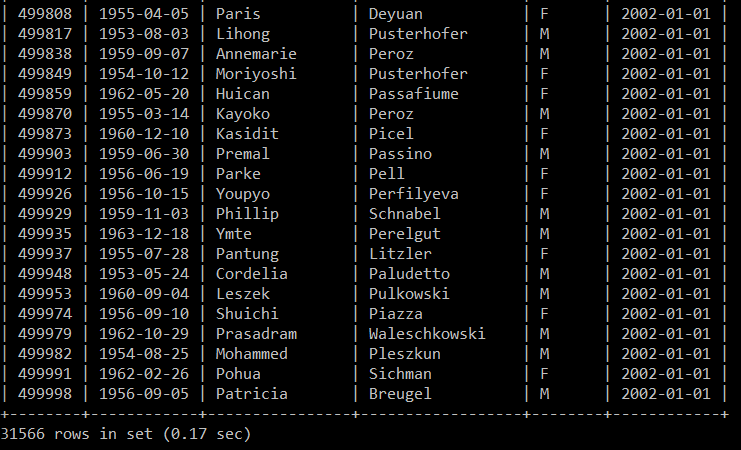 | 499808 | 1955-04-05 | Paris          | Deyuan           | F      | 2002-01-01 |
| 499817 | 1953-08-03 | Lihong         | Pusterhofer      | M      | 2002-01-01 |
| 499838 | 1959-09-07 | Annemarie      | Peroz            | M      | 2002-01-01 |
| 499849 | 1954-10-12 | Moriyoshi      | Pusterhofer      | F      | 2002-01-01 |
| 499859 | 1962-05-20 | Huican         | Passafiume       | F      | 2002-01-01 |
| 499870 | 1955-03-14 | Kayoko         | Peroz            | M      | 2002-01-01 |
| 499873 | 1960-12-10 | Kasidit        | Picel            | F      | 2002-01-01 |
| 499903 | 1959-06-30 | Premal         | Passino          | M      | 2002-01-01 |
| 499912 | 1956-06-19 | Parke          | Pell             | F      | 2002-01-01 |
| 499926 | 1956-10-15 | Youpyo         | Perfilyeva       | F      | 2002-01-01 |
| 499929 | 1959-11-03 | Phillip        | Schnabel         | M      | 2002-01-01 |
| 499935 | 1963-12-18 | Ymte           | Perelgut         | M      | 2002-01-01 |
| 499937 | 1955-07-28 | Pantung        | Litzler          | F      | 2002-01-01 |
| 499948 | 1953-05-24 | Cordelia       | Paludetto        | M      | 2002-01-01 |
| 499953 | 1960-09-04 | Leszek         | Pulkowski        | M      | 2002-01-01 |
| 499974 | 1956-09-10 | Shuichi        | Piazza           | F      | 2002-01-01 |
| 499979 | 1962-10-29 | Prasadram      | Waleschkowski    | M      | 2002-01-01 |
| 499982 | 1954-08-25 | Mohammed       | Pleszkun         | M      | 2002-01-01 |
| 499991 | 1962-02-26 | Pohua          | Sichman          | F      | 2002-01-01 |
| 499998 | 1956-09-05 | Patricia       | Breugel          | M      | 2002-01-01 |
+--------+------------+----------------+------------------+--------+------------+
31566 rows in set (0.17 sec)